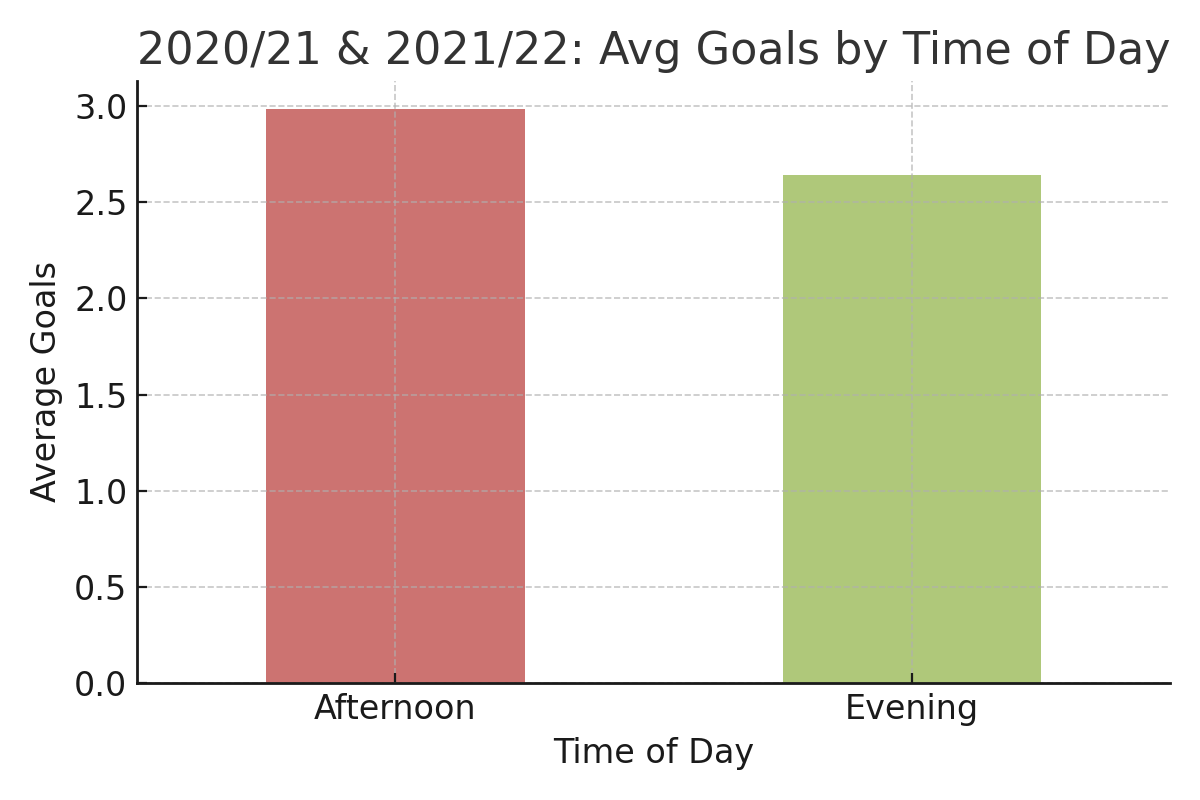 2020/21 & 2021/22: Avg Goals by Time of Day
Average Goals
3.0
2.5
2.0
1.5
1.0
0.5
0.0
Afternoon
Evening
Time of Day